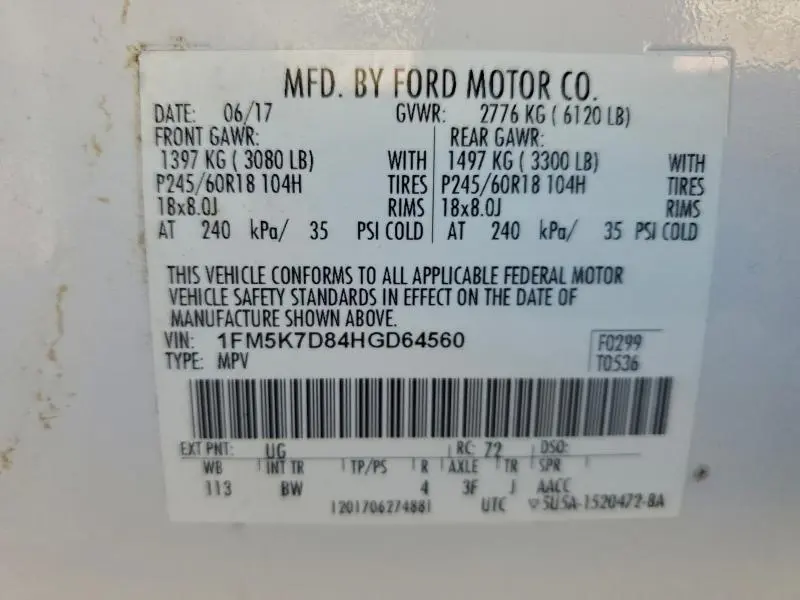 MFD. BY FORD MOTOR CO.
DATE: 06/17 GVWR: 2776 KG ( 6120 LB)
FRONT GAWR: REAR GAWR:
1397 KG ( 3080 LB) WITH 1497 KG ( 3300 LB) WITH
P245/60R18 104H TIRES P245/60R18 104H TIRES
18x8.0J RIMS 18x8.0J RIMS
AT 240 kPa/ 35 PSI COLD AT 240 kPa/ 35 PSI COLD
THIS VEHICLE CONFORMS TO ALL APPLICABLE FEDERAL MOTOR
VEHICLE SAFETY STANDARDS IN EFFECT ON THE DATE OF
MANUFACTURE SHOWN ABOVE.
VIN: 1FM5K7D84HGD64560 F0299
TYPE: MPV T0536
EXT PNT: UG RC: 72 DSO:
WB INT TR TP/PS R AXLE TR SPR
113 BW 4 3F J AACC
1201706274881 UTC 5U5A-1520472-BA